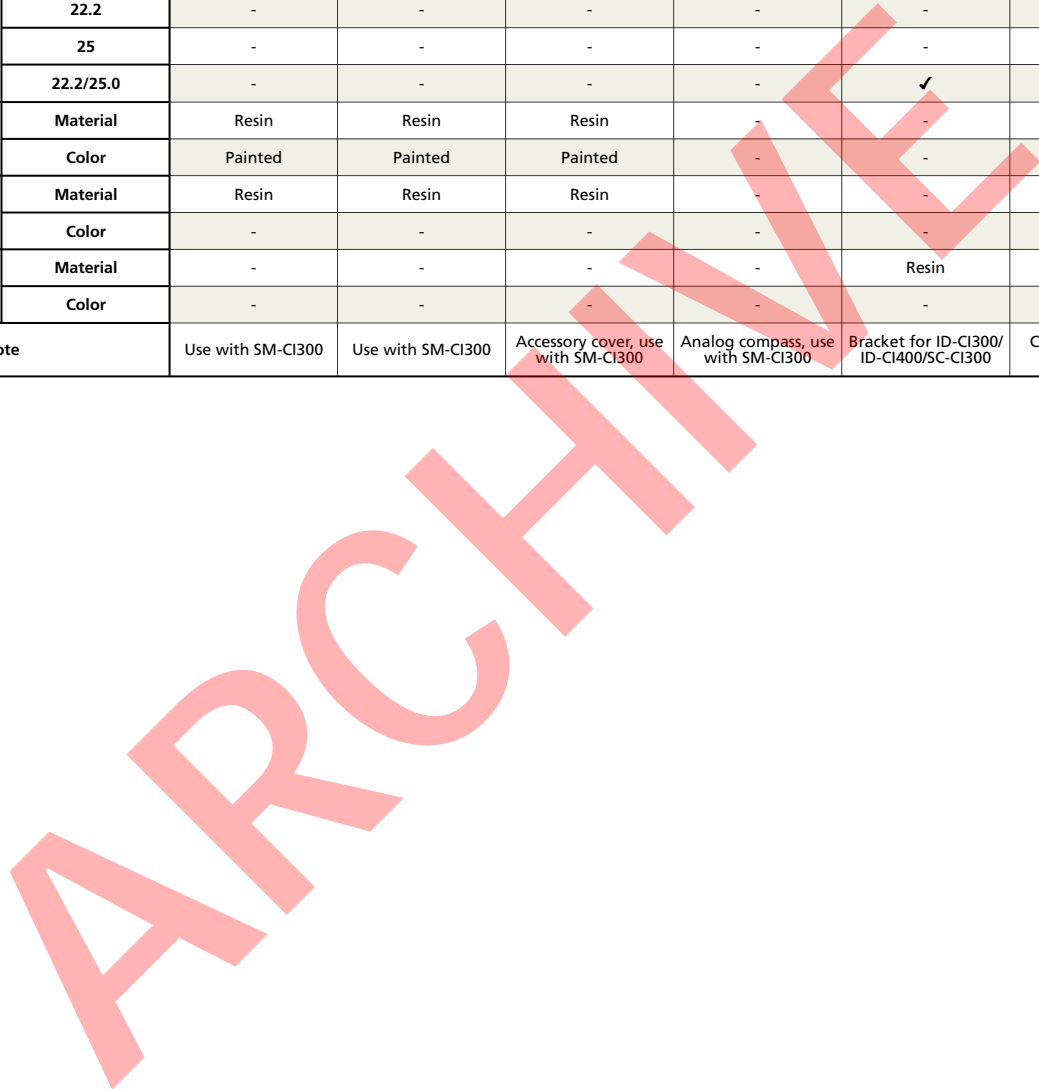 22.2 - - - - -
25 - - - - -
22.2/25.0 - - - - ✓
Material Resin Resin Resin - -
Color Painted Painted Painted - -
Material Resin Resin Resin - -
Color - - - - -
Material - - - - Resin
Color - - - - -
ote Use with SM-CI300 Use with SM-CI300 Accessory cover, use with SM-CI300 Analog compass, use with SM-CI300 Bracket for ID-CI300/ ID-CI400/SC-CI300 C
ARCHIVE